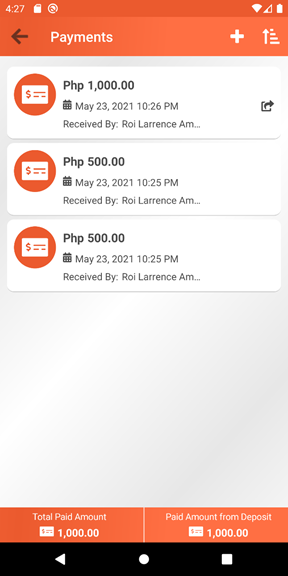 4:27
Payments
Php 1,000.00
May 23, 2021 10:26 PM
Received By: Roi Larrence Am...
Php 500.00
May 23, 2021 10:25 PM
Received By: Roi Larrence Am...
Php 500.00
May 23, 2021 10:25 PM
Received By: Roi Larrence Am...
Total Paid Amount
1,000.00
Paid Amount from Deposit
1,000.00